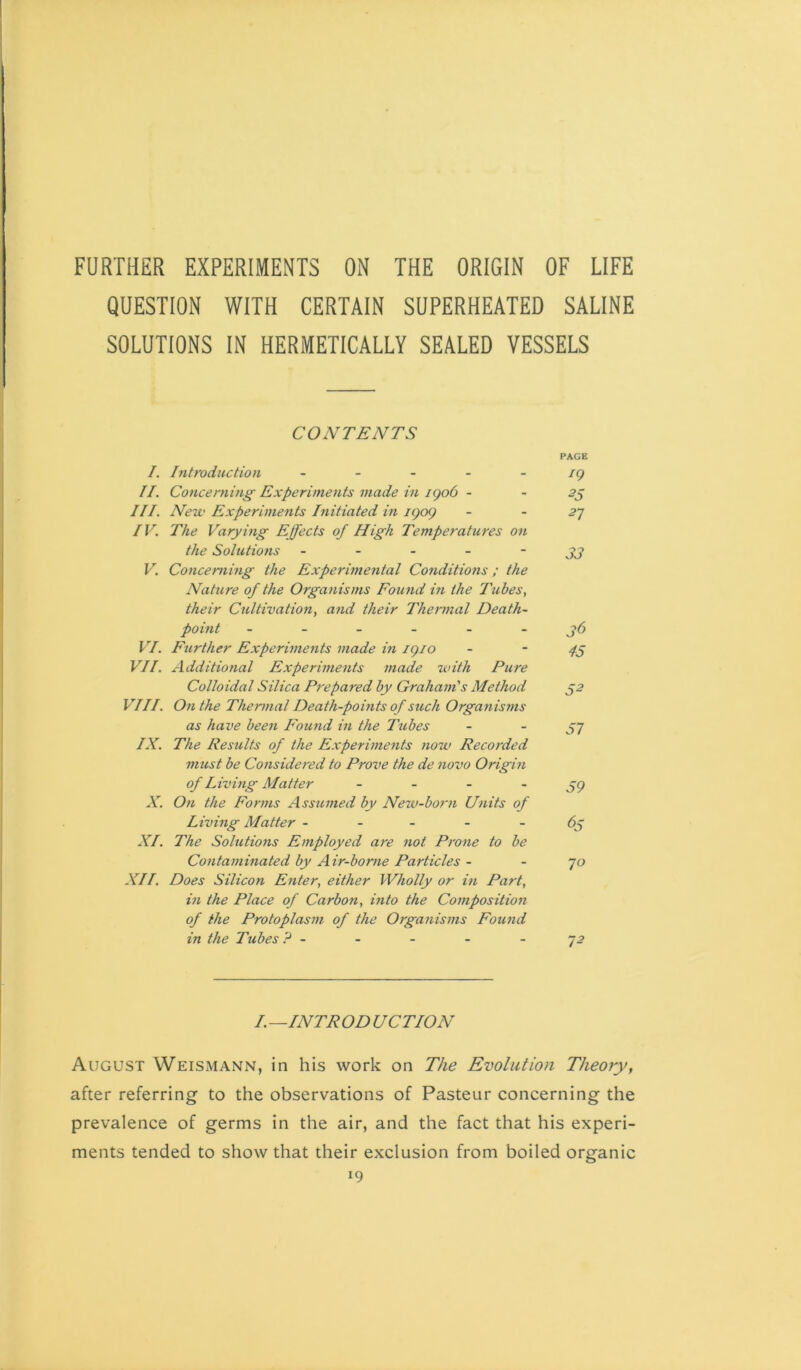 FURTHER EXPERIMENTS ON THE ORIGIN OF LIFE
QUESTION WITH CERTAIN SUPERHEATED SALINE
SOLUTIONS IN HERMETICALLY SEALED VESSELS
CONTENTS
PAGE
I. Introduction - - - - - 19
II. Concerning Experiments made in 1906 - - 25
III. New Experiments Initiated in 1909 - - 27
IV. The Varying Effects of High Temperatures on
the Solutions - - - - - 33
V. Concerning the Experimental Conditions ; the
Nature of the Organisms Found in the Tubes,
their Cultivation, and their Thermal Death-
point - - - - - - 36
VI. Further Experiments made in 1910 - - 45
VII. Additional Experiments made with Pure
Colloidal Silica Prepared by Graham's Method 52
VIII. On the Thermal Death-points of such Organisms
as have been Found in the Tubes - - 57
IX. The Results of the Experiments now Recorded
must be Considered to Prove the de novo Origin
of Living Matter - - - - 59
X. On the Forms Assumed by New-born Units of
Living Matter - - - - - 65
XI. The Solutions Employed are not Prone to be
Contaminated by Air-borne Particles - - 70
XII. Does Silicon Enter, either Wholly or in Part,
in the Place of Carbon, into the Composition
of the Protoplasm of the Organisms Found
in the Tubes ? - - - - - 72
I.—INTRODUCTION
August Weismann, in his work on The Evolution Theory,
after referring to the observations of Pasteur concerning the
prevalence of germs in the air, and the fact that his experi-
ments tended to show that their exclusion from boiled organic
19